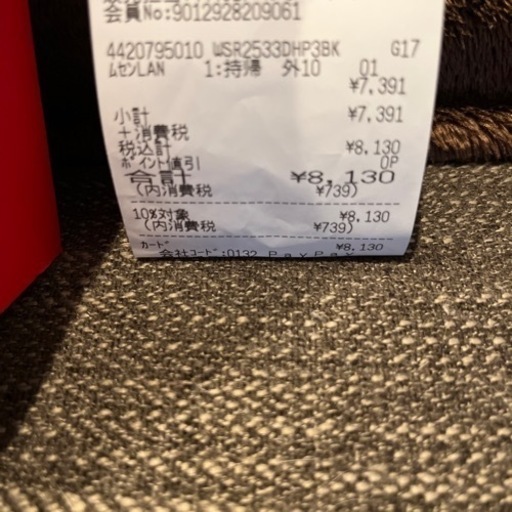 会員No:9012928209061
4420795010 WSR2533DHP3BK G17
ムセンLAN 1:持帰 外10 01
¥7,391
小計 ¥7,391
+消費税
税込計 ¥8,130
ポイント値引 0P
合計 ¥8,130
(内消費税 ¥739)
10%対象 ¥8,130
(内消費税 ¥739)
カード ¥8,130
会社コード:0132 PayPay